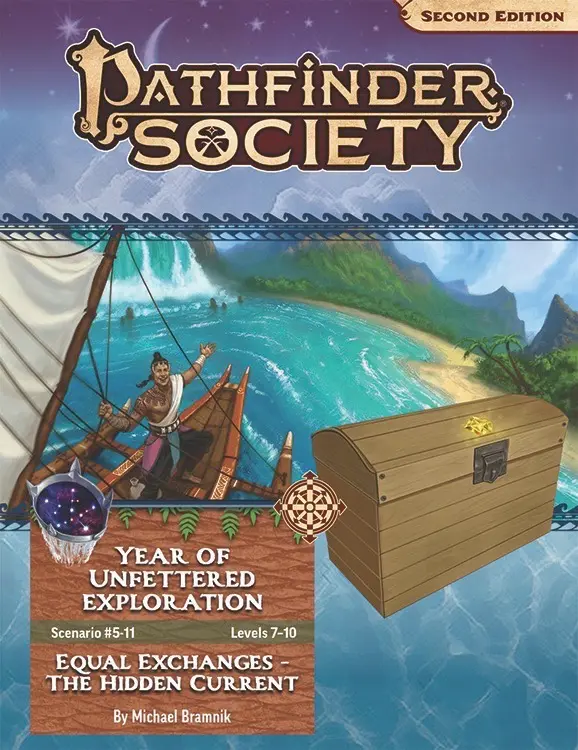 SECOND EDITION
PATHFINDER
SOCIETY®
YEAR OF
UNFETTERED
EXPLORATION
Scenario #5-11 Levels 7–10
EQUAL EXCHANGES –
THE HIDDEN CURRENT
By Michael Bramnik